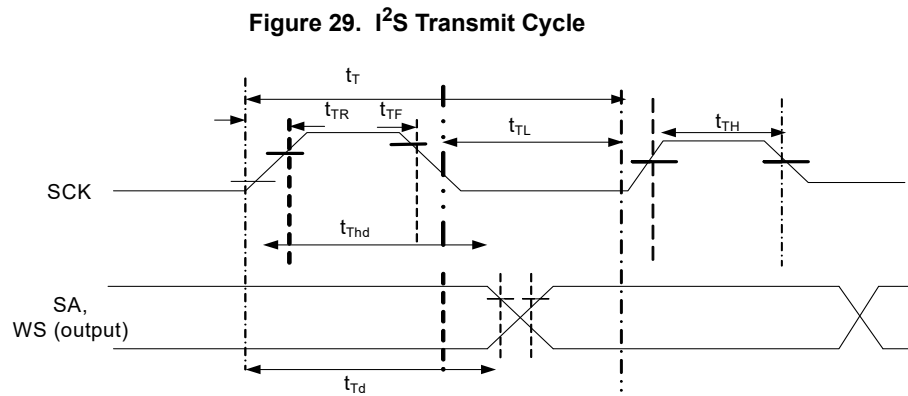 Figure 29. I²S Transmit Cycle
tT
tTR
tTF
tTL
tTH
SCK
tThd
SA,
WS (output)
tTd